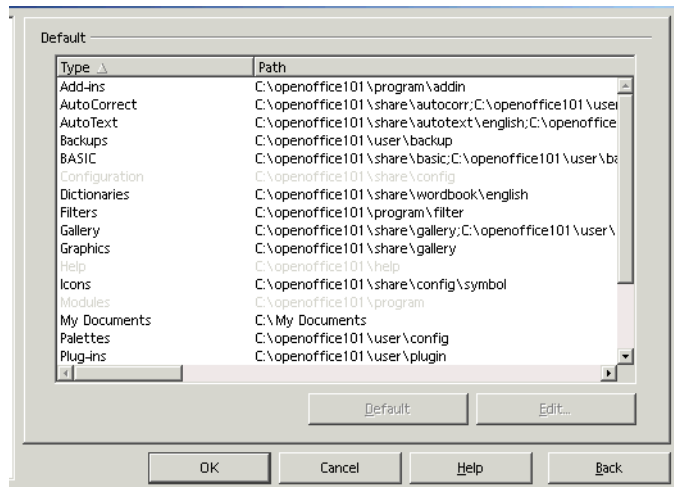 Default
Type Path
Add-ins C:\openoffice101\program\addin
AutoCorrect C:\openoffice101\share\autocorr;C:\openoffice101\user
AutoText C:\openoffice101\share\autotext\english;C:\openoffice
Backups C:\openoffice101\user\backup
BASIC C:\openoffice101\share\basic;C:\openoffice101\user\ba
Configuration C:\openoffice101\share\config
Dictionaries C:\openoffice101\share\wordbook\english
Filters C:\openoffice101\program\filter
Gallery C:\openoffice101\share\gallery;C:\openoffice101\user\
Graphics C:\openoffice101\share\gallery
Help C:\openoffice101\help
Icons C:\openoffice101\share\config\symbol
Modules C:\openoffice101\program
My Documents C:\My Documents
Palettes C:\openoffice101\user\config
Plug-ins C:\openoffice101\user\plugin
Default Edit...
OK Cancel Help Back